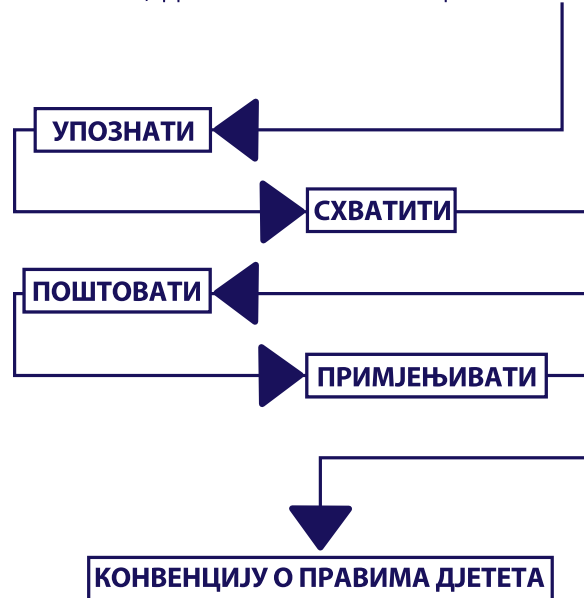 УПОЗНАТИ
СХВАТИТИ
ПОШТОВАТИ
ПРИМЈЕЊИВАТИ
КОНВЕНЦИЈУ О ПРАВИМА ДЈЕТЕТА